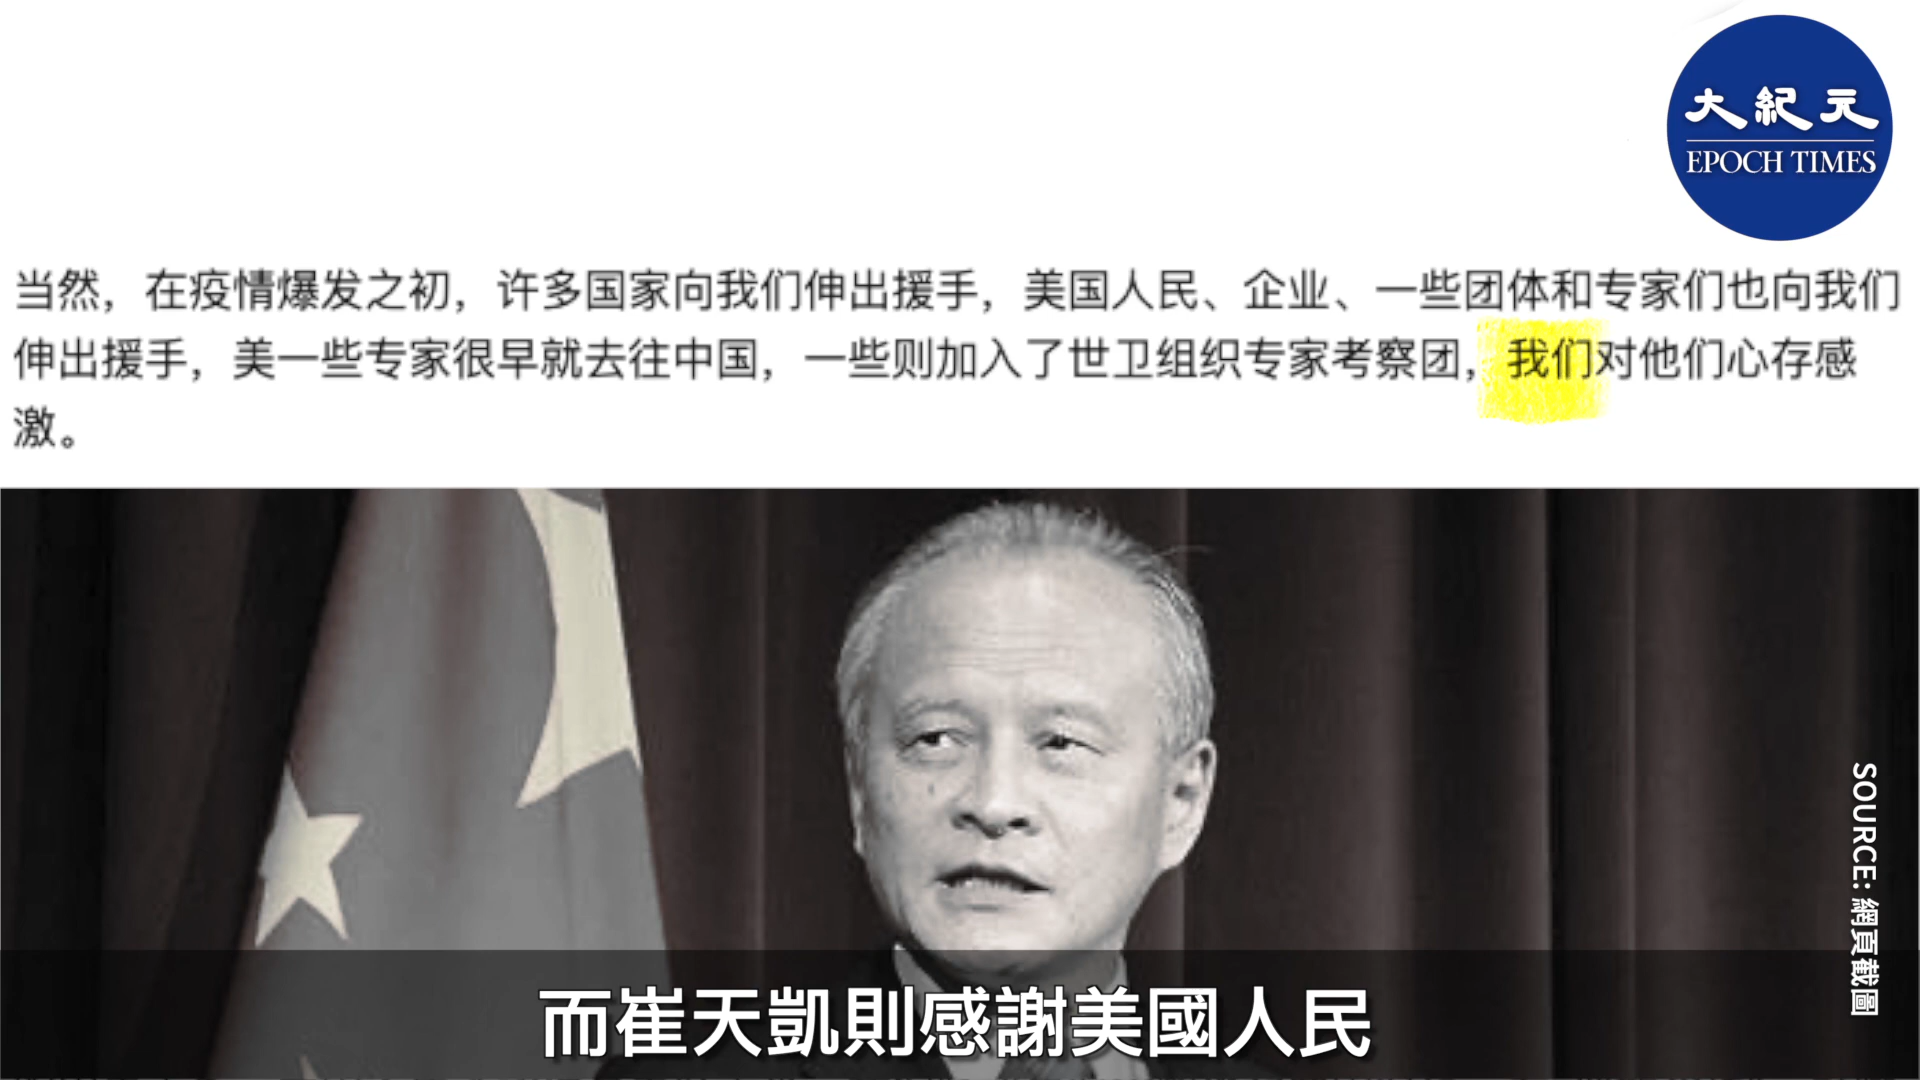 大紀元
EPOCH TIMES
当然，在疫情爆发之初，许多国家向我们伸出援手，美国人民、企业、一些团体和专家们也向我们
伸出援手，美一些专家很早就去往中国，一些则加入了世卫组织专家考察团，我们对他们心存感
激。
SOURCE: 網頁截圖
而崔天凱則感謝美國人民